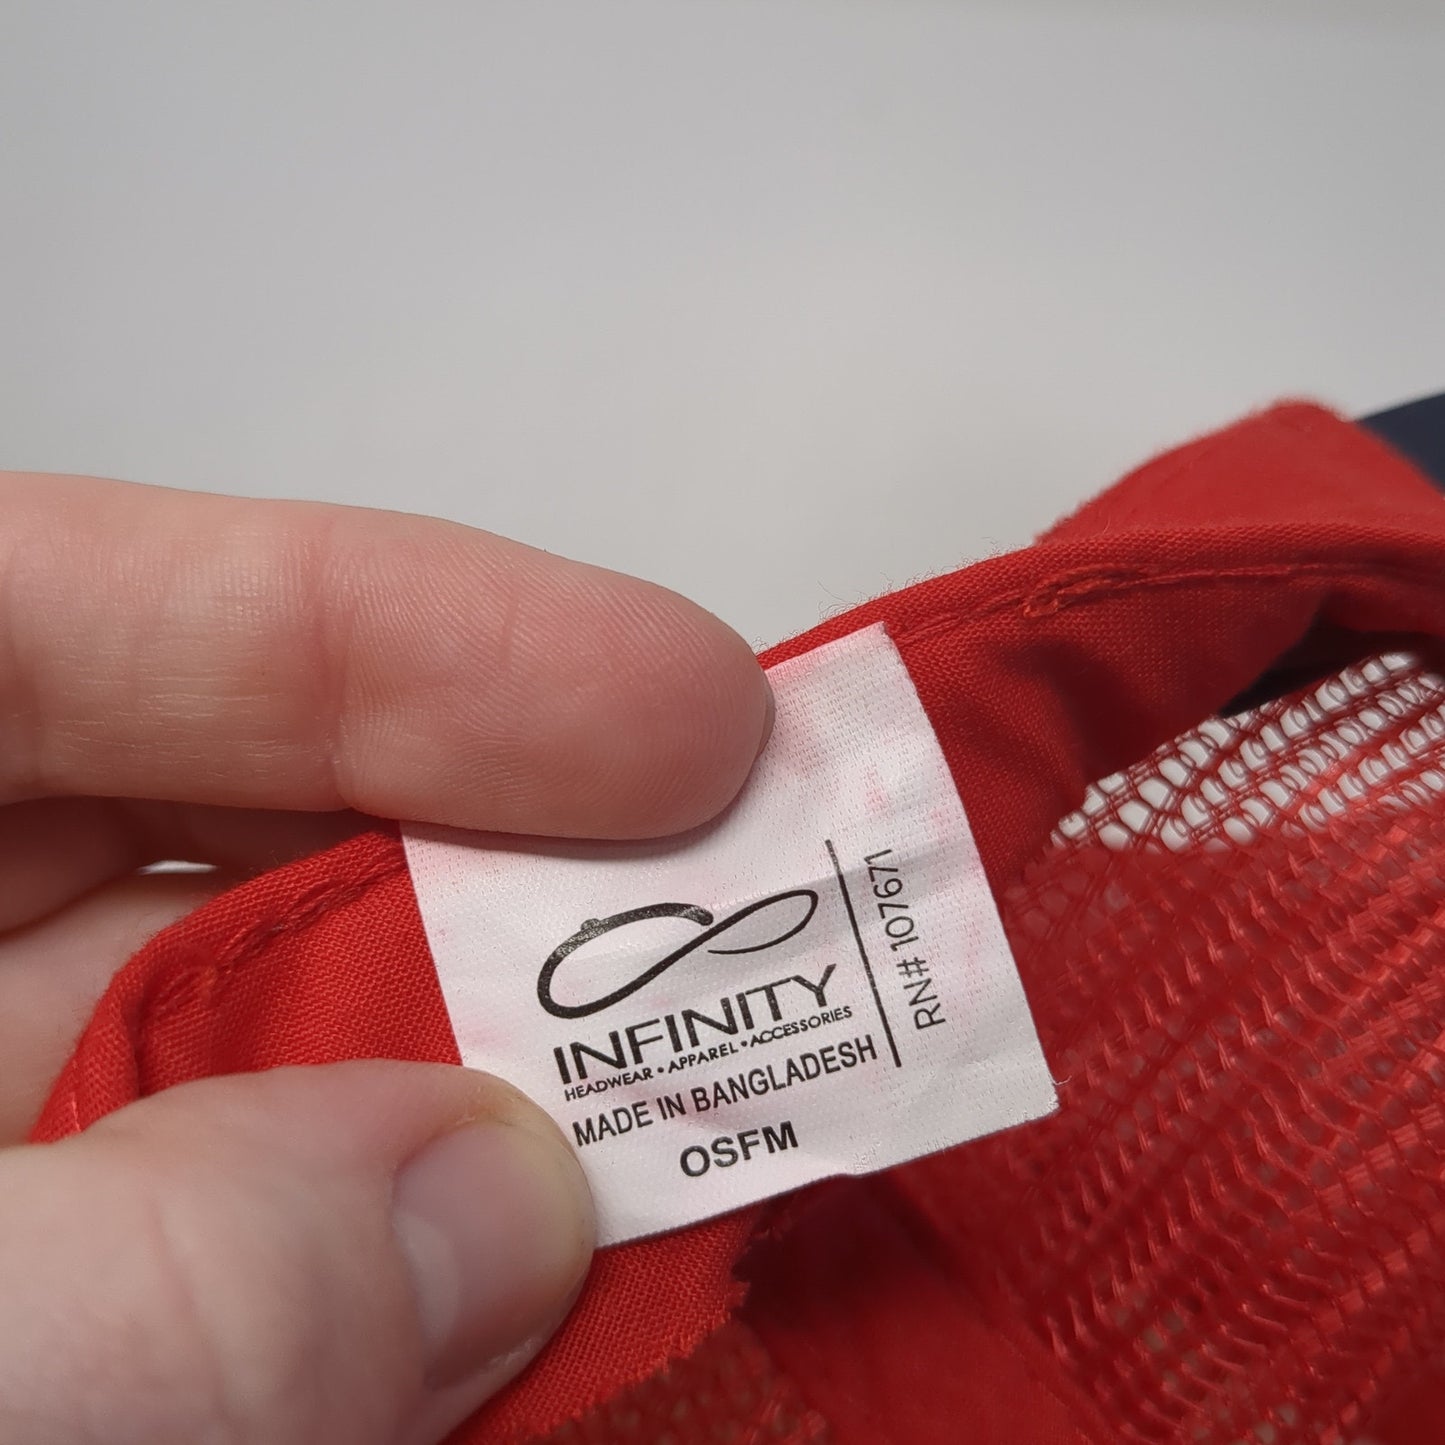 INFINITY
HEADWEAR • APPAREL • ACCESSORIES
MADE IN BANGLADESH
OSFM
RN# 107671